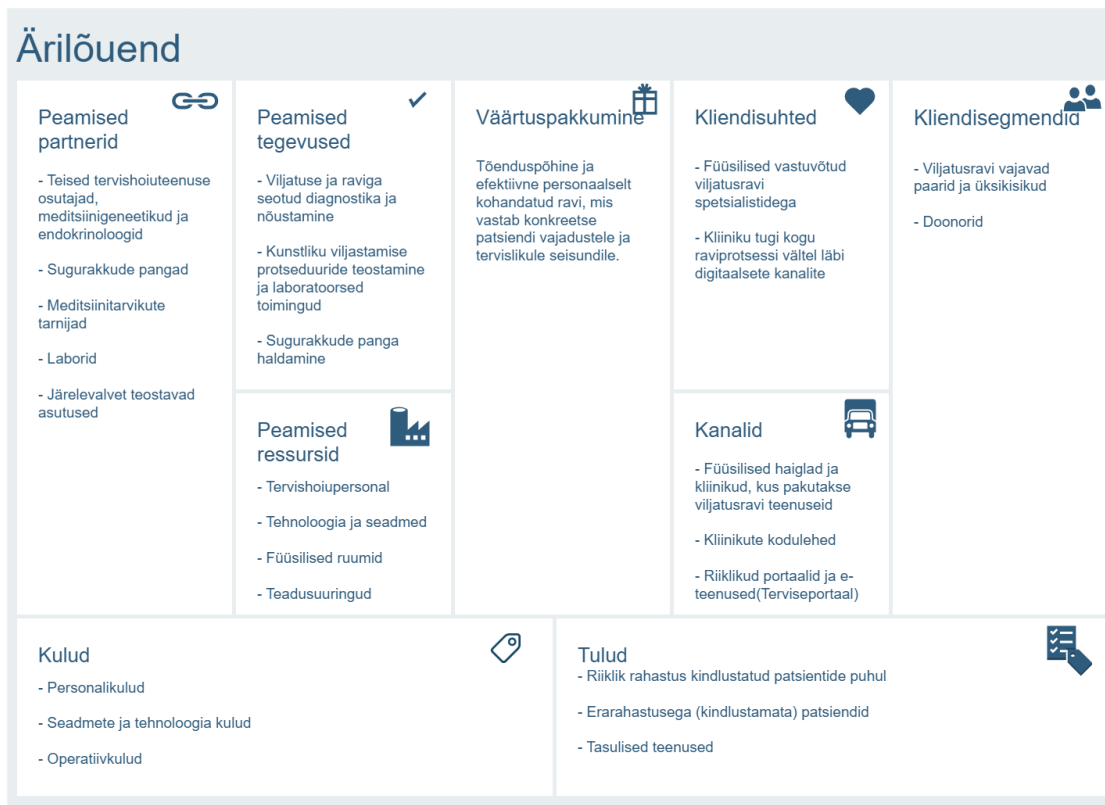 Ärilõuend
Peamised
partnerid
- Teised tervishoiuteenuse
osutajad,
meditsiinigeneetikud ja
endokrinoloogid
- Sugurakkude pangad
- Meditsiinitarvikute
tarnijad
- Laborid
- Järelevalvet teostavad
asutused
Peamised
tegevused
- Viljatuse ja raviga
seotud diagnostika ja
nõustamine
- Kunstliku viljastamise
protseduuride teostamine
ja laboratoorsed
toimingud
- Sugurakkude panga
haldamine
Peamised
ressursid
- Tervishoiupersonal
- Tehnoloogia ja seadmed
- Füüsilised ruumid
- Teadusuuringud
Väärtuspakkumine
Tõenduspõhine ja
efektiivne personaalselt
kohandatud ravi, mis
vastab konkreetse
patsiendi vajadustele ja
tervislikule seisundile.
Kliendisuhted
- Füüsilised vastuvõtud
viljatusravi
spetsialistidega
- Kliiniku tugi kogu
raviprotsessi vältel läbi
digitaalsete kanalite
Kanalid
- Füüsilised haiglad ja
kliinikud, kus pakutakse
viljatusravi teenuseid
- Kliinikute kodulehed
- Riiklikud portaalid ja e-
teenused(Terviseportaal)
Kliendisegmendid
- Viljatusravi vajavad
paarid ja üksikisikud
- Doonorid
Kulud
- Personalikulud
- Seadmete ja tehnoloogia kulud
- Operatiivkulud
Tulud
- Riiklik rahastus kindlustatud patsientide puhul
- Erarahastusega (kindlustamata) patsiendid
- Tasulised teenused